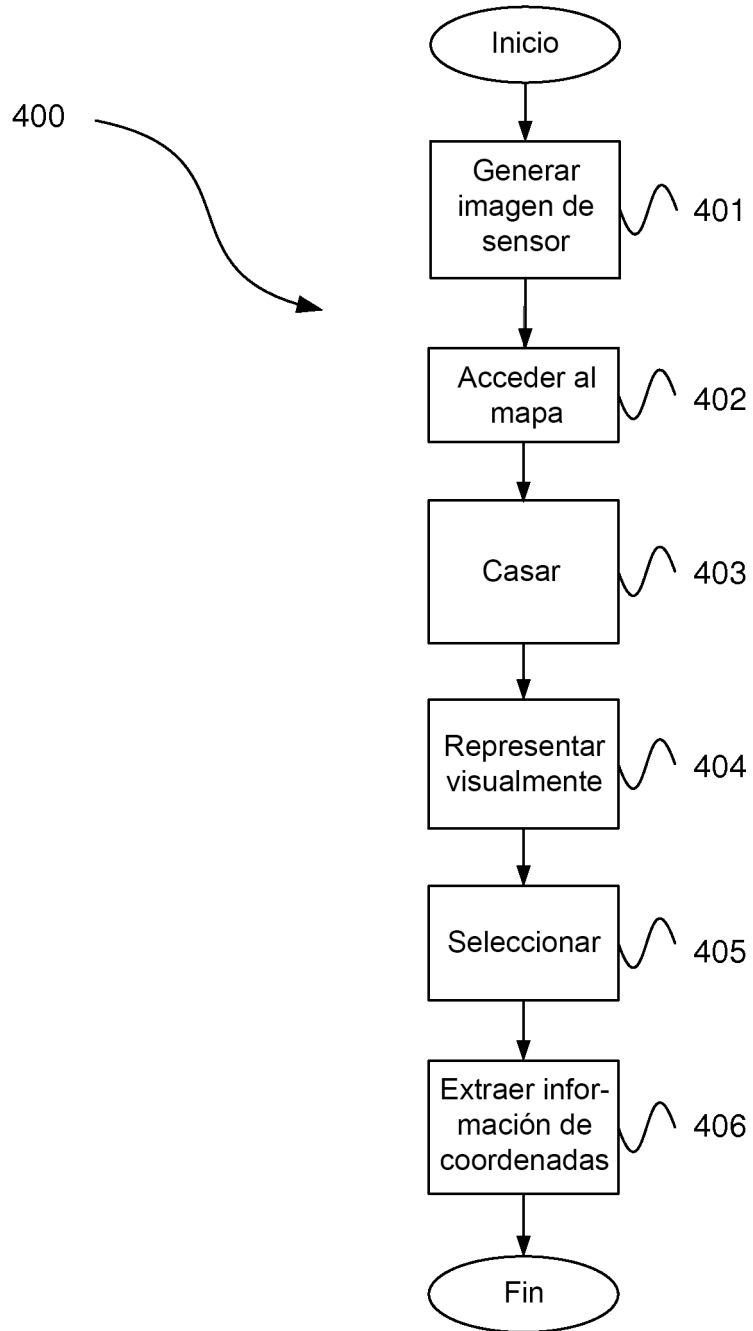 Inicio
400
Generar
imagen de
sensor
401
Acceder al
mapa
402
Casar
403
Representar
visualmente
404
Seleccionar
405
Extraer infor-
mación de
coordenadas
406
Fin